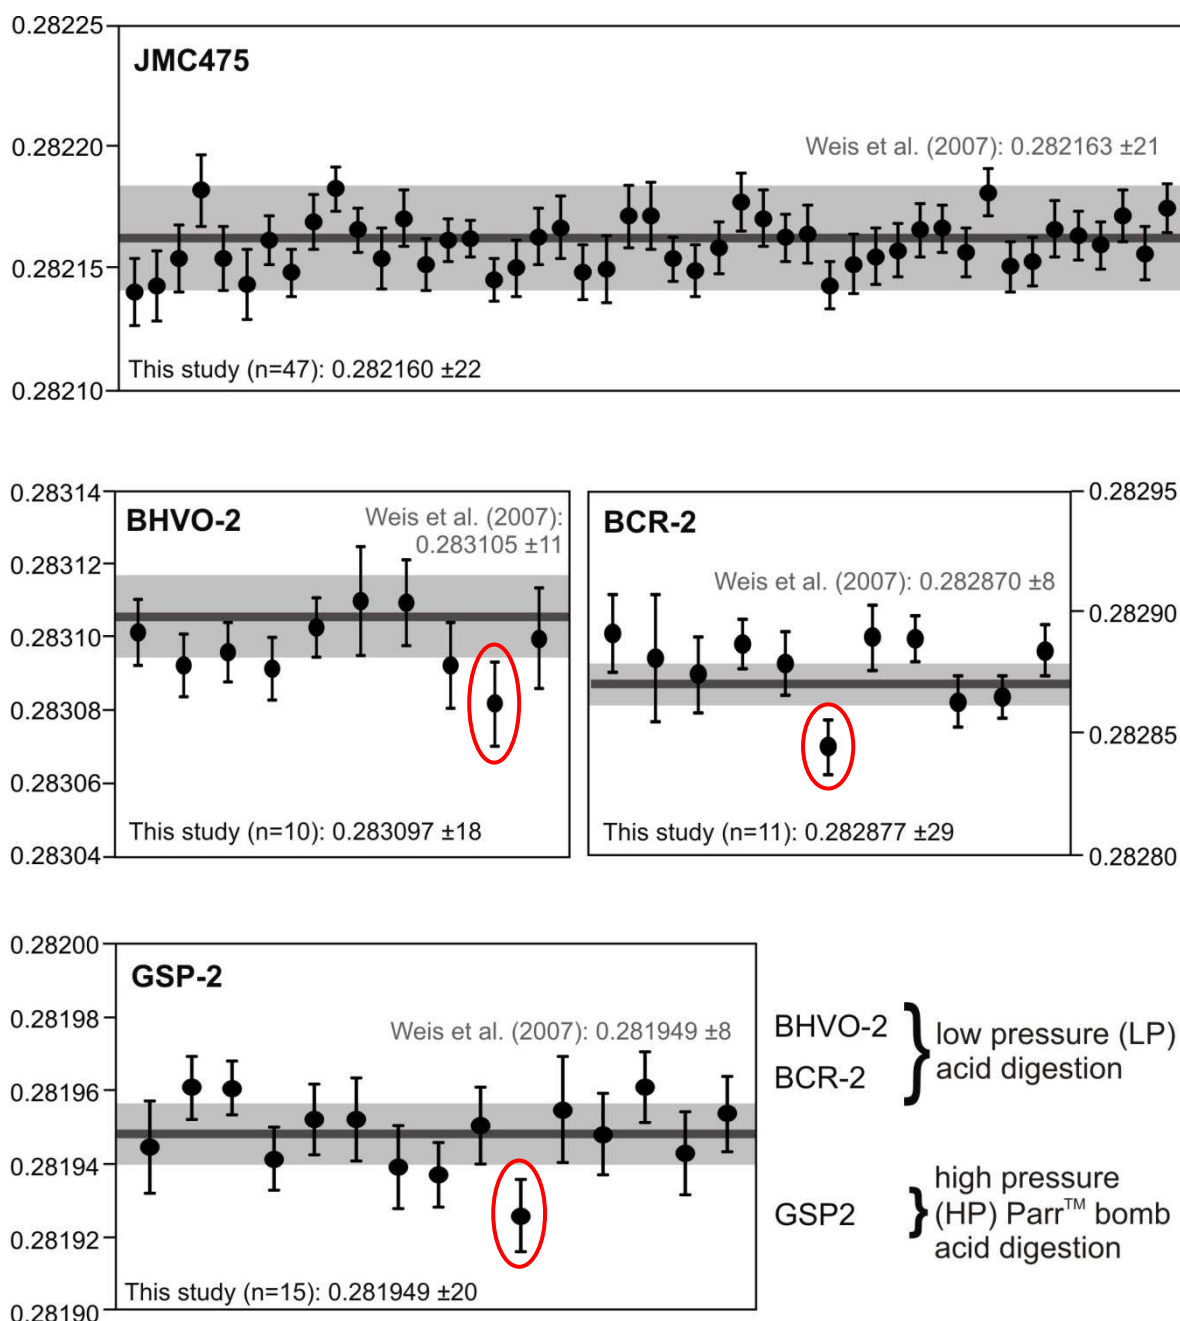 0.28225
JMC475
0.28220
Weis et al. (2007): 0.282163 ±21
0.28215
This study (n=47): 0.282160 ±22
0.28210
0.28314
BHVO-2
Weis et al. (2007):
0.283105 ±11
0.28312
0.28310
0.28308
0.28306
This study (n=10): 0.283097 ±18
0.28304
BCR-2
0.28295
Weis et al. (2007): 0.282870 ±8
0.28290
0.28285
This study (n=11): 0.282877 ±29
0.28280
0.28200
GSP-2
0.28198
Weis et al. (2007): 0.281949 ±8
0.28196
0.28194
0.28192
This study (n=15): 0.281949 ±20
0.28190
BHVO-2
BCR-2
low pressure (LP)
acid digestion
GSP2
high pressure
(HP) Parr™ bomb
acid digestion